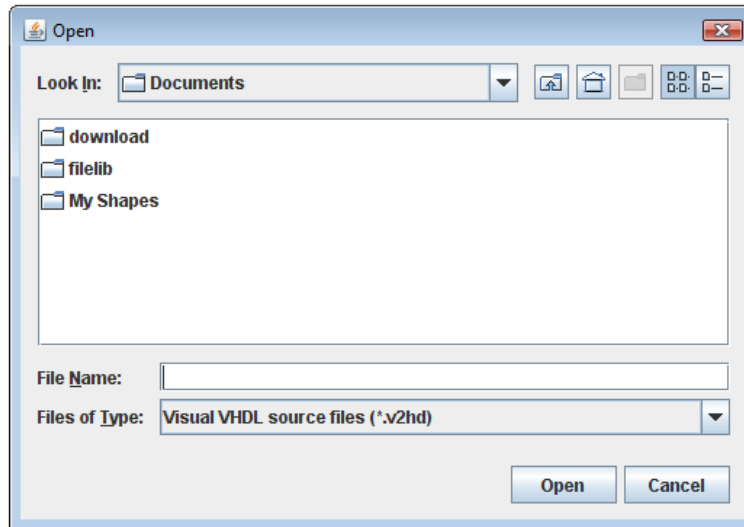 Open
Look In: Documents
download
filelib
My Shapes
File Name:
Files of Type: Visual VHDL source files (*.v2hd)
Open Cancel